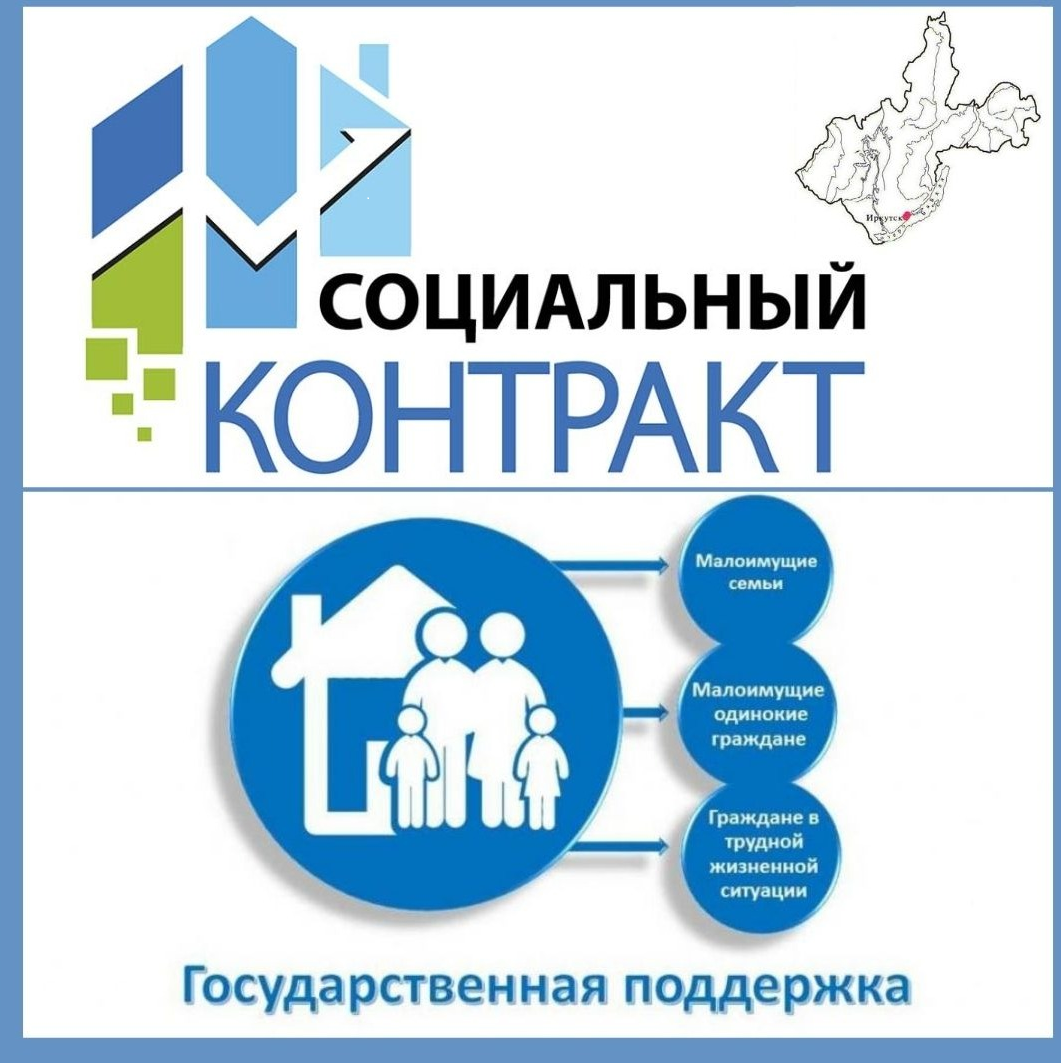 Иркутск
СОЦИАЛЬНЫЙ
КОНТРАКТ
Малоимущие
семьи
Малоимущие
одинокие
граждане
Граждане в
трудной
жизненной
ситуации
Государственная поддержка